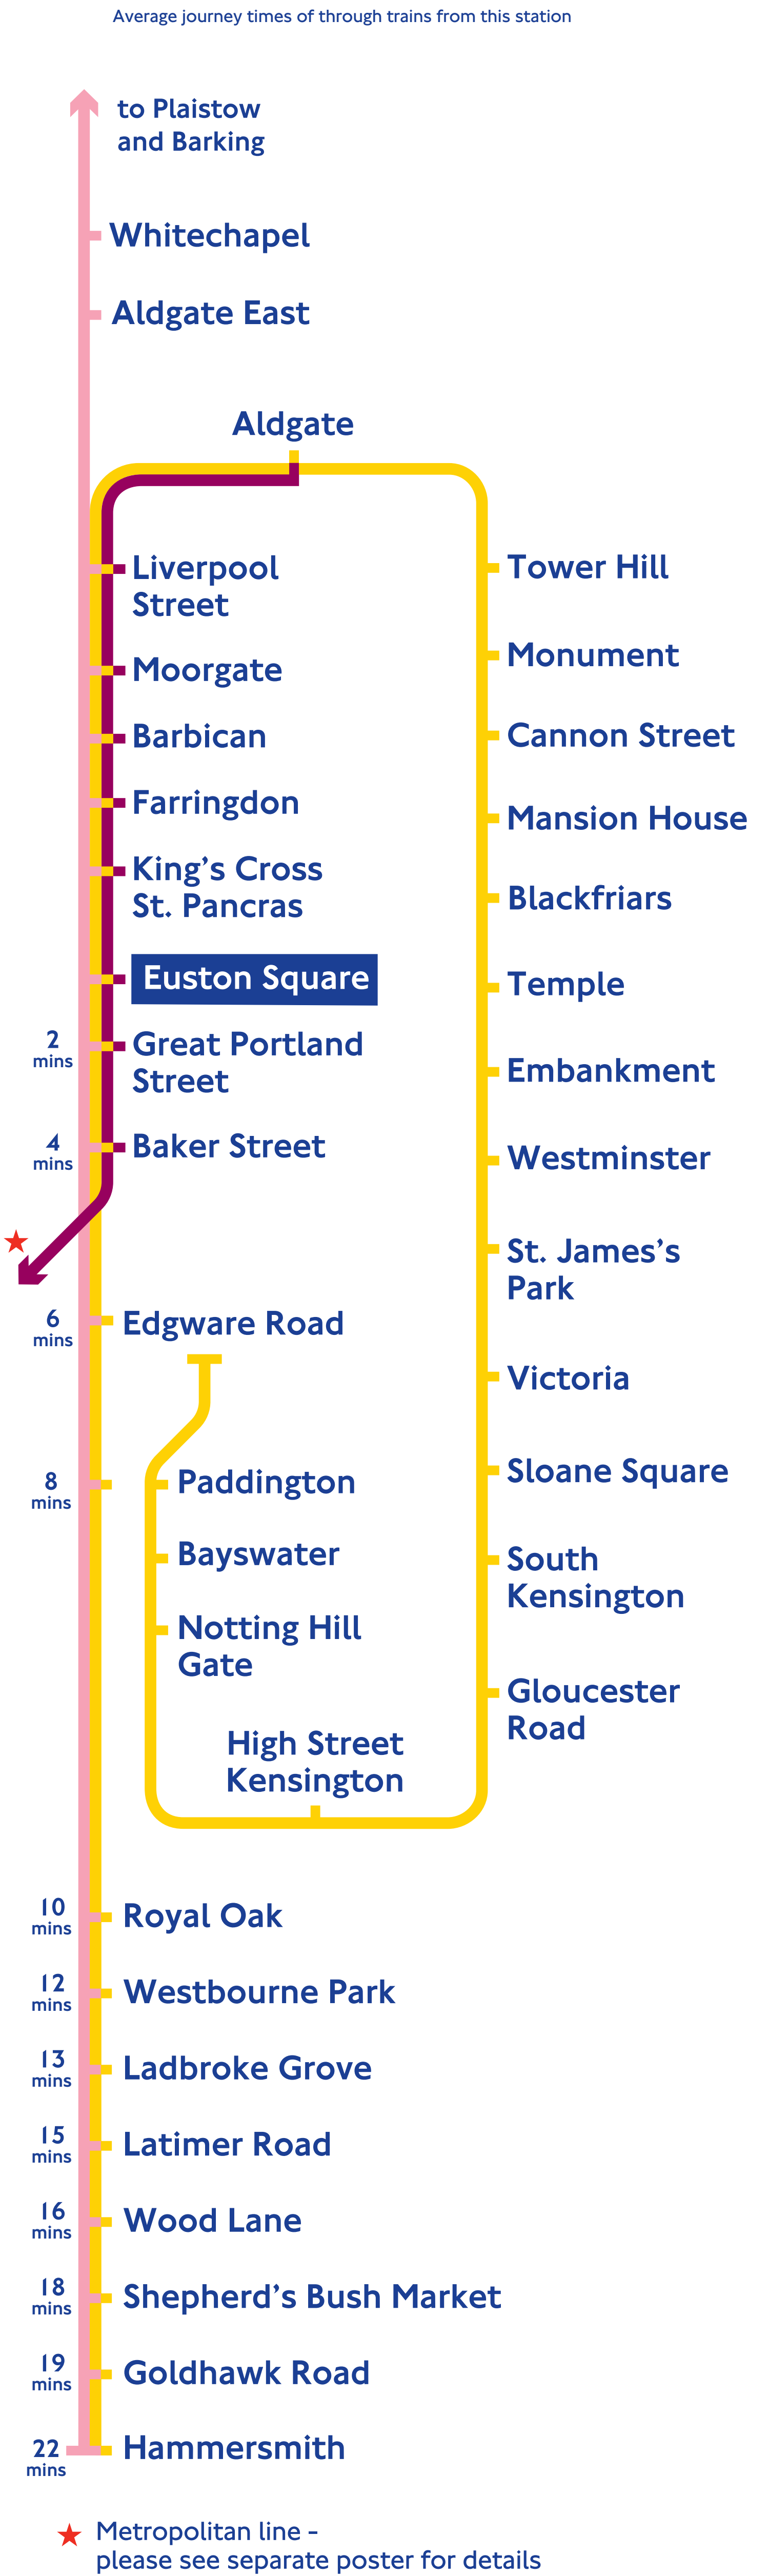 Average journey times of through trains from this station
to Plaistow
and Barking
Whitechapel
Aldgate East
Aldgate
Liverpool
Street
Tower Hill
Monument
Moorgate
Barbican
Cannon Street
Farringdon
Mansion House
King’s Cross
St. Pancras
Blackfriars
Euston Square
Temple
2
mins
Great Portland
Street
Embankment
4
mins
Baker Street
Westminster
St. James’s
Park
6
mins
Edgware Road
Victoria
8
mins
Paddington
Sloane Square
Bayswater
South
Kensington
Notting Hill
Gate
Gloucester
Road
High Street
Kensington
10
mins
Royal Oak
12
mins
Westbourne Park
13
mins
Ladbroke Grove
15
mins
Latimer Road
16
mins
Wood Lane
18
mins
Shepherd’s Bush Market
19
mins
Goldhawk Road
22
mins
Hammersmith
Metropolitan line -
please see separate poster for details